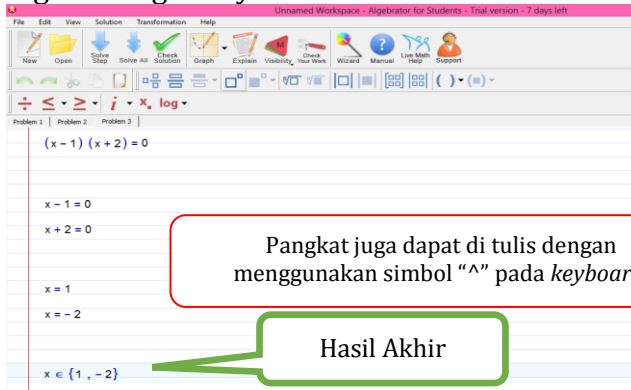 Unnamed Workspace - Algebrator for Students - Trial version - 7 days left
File Edit View Solution Transformation Help
New Open Solve Step Solve All Check Solution Graph Explain Visibility Check Your Work Wizard Manual Live Math Help Support
÷ ≤ ≥ i x. log
Problem 1 Problem 2 Problem 3
(x − 1) (x + 2) = 0
x − 1 = 0
x + 2 = 0
Pangkat juga dapat di tulis dengan
menggunakan simbol “^” pada keyboar
x = 1
x = − 2
Hasil Akhir
x ∈ {1 , − 2}